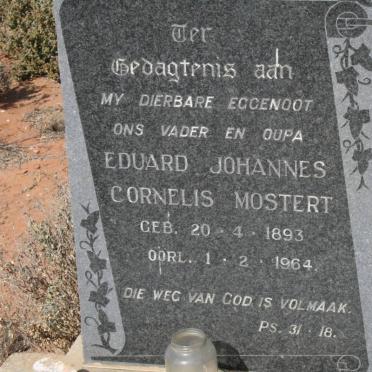 Ter
Gedagtenis aan
MY DIERBARE EGGENOOT
ONS VADER EN OUPA
EDUARD JOHANNES
CORNELIS MOSTERT
GEB. 20 - 4 - 1893
OORL. 1 - 2 - 1964.
DIE WEG VAN GOD IS VOLMAAK.
Ps. 31 - 18.